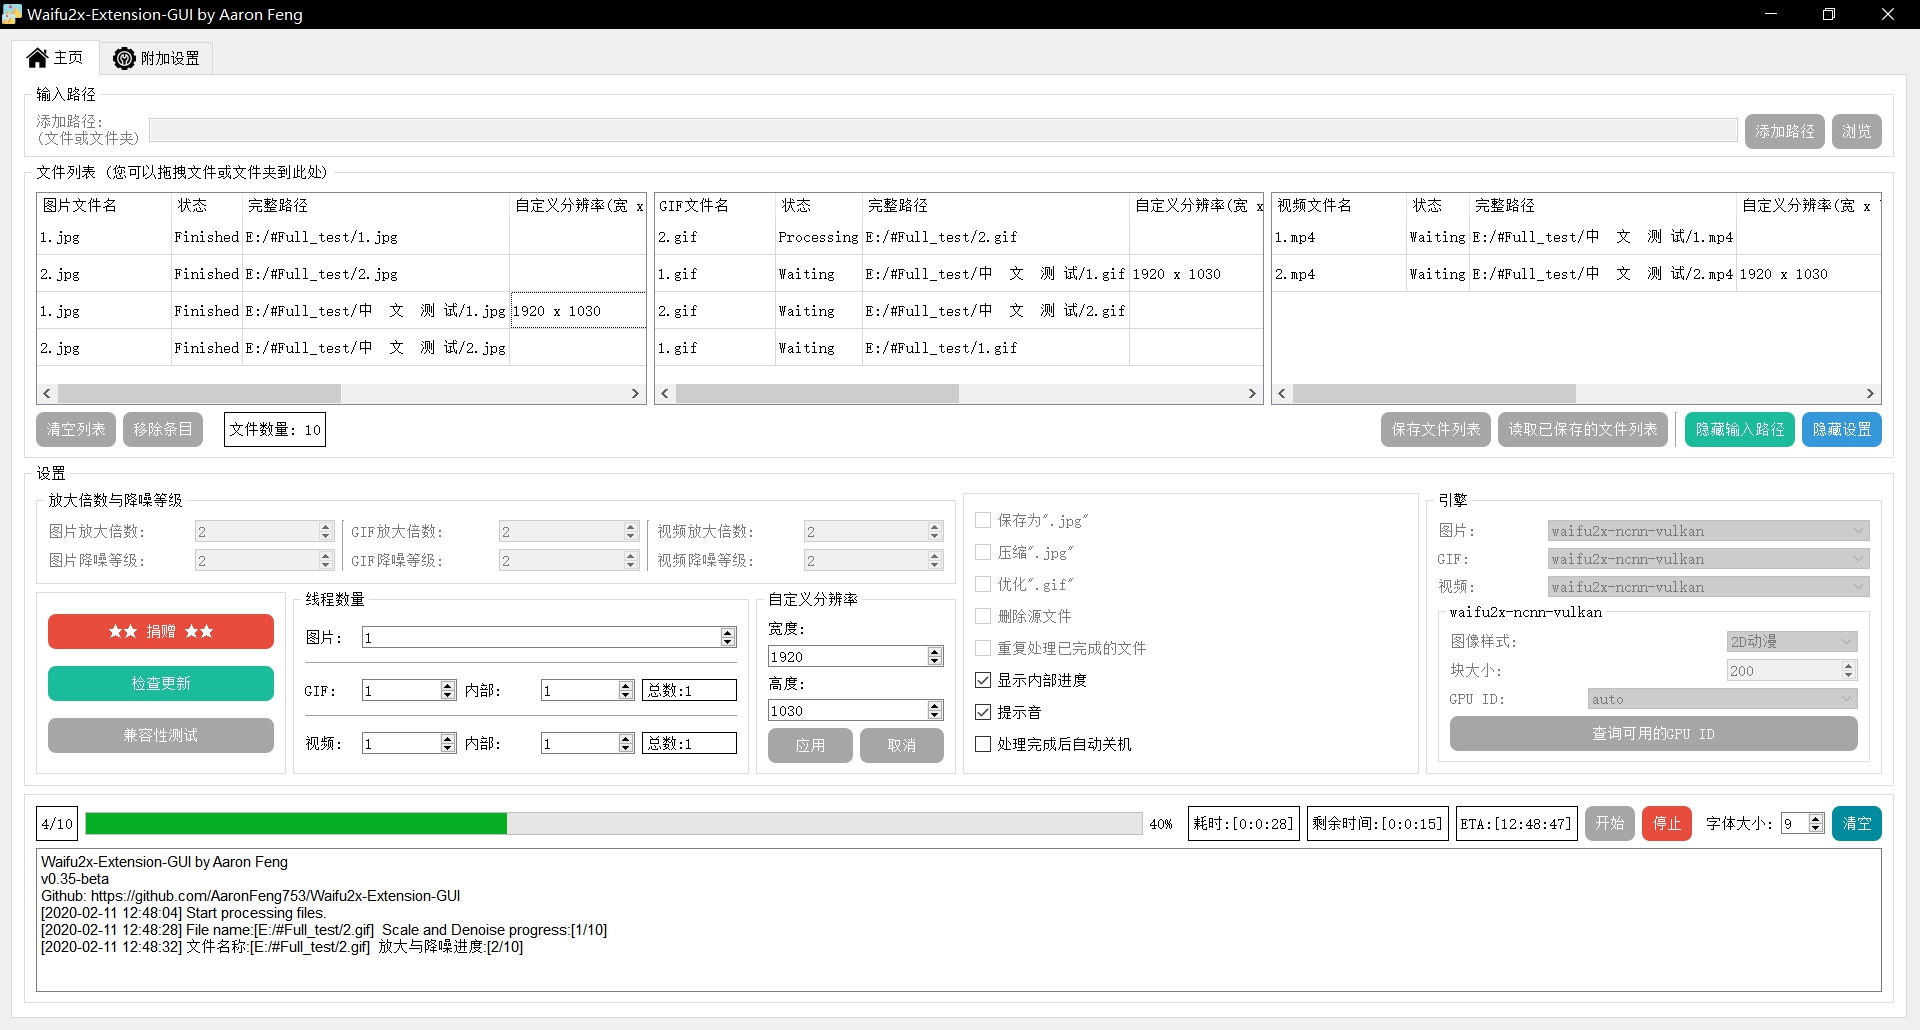 Waifu2x-Extension-GUI by Aaron Feng
主页 附加设置
输入路径
添加路径:
(文件或文件夹)
添加路径 浏览
文件列表 (您可以拖拽文件或文件夹到此处)
图片文件名 状态 完整路径 自定义分辨率(宽 x
1.jpg Finished E:/#Full_test/1.jpg
2.jpg Finished E:/#Full_test/2.jpg
1.jpg Finished E:/#Full_test/中 文 测 试/1.jpg 1920 x 1030
2.jpg Finished E:/#Full_test/中 文 测 试/2.jpg
GIF文件名 状态 完整路径 自定义分辨率(宽 x
2.gif Processing E:/#Full_test/2.gif
1.gif Waiting E:/#Full_test/中 文 测 试/1.gif 1920 x 1030
2.gif Waiting E:/#Full_test/中 文 测 试/2.gif
1.gif Waiting E:/#Full_test/1.gif
视频文件名 状态 完整路径 自定义分辨率(宽 x
1.mp4 Waiting E:/#Full_test/中 文 测 试/1.mp4
2.mp4 Waiting E:/#Full_test/中 文 测 试/2.mp4 1920 x 1030
清空列表 移除条目 文件数量: 10 保存文件列表 读取已保存的文件列表 隐藏输入路径 隐藏设置
设置
放大倍数与降噪等级
图片放大倍数: 2 GIF放大倍数: 2 视频放大倍数: 2
图片降噪等级: 2 GIF降噪等级: 2 视频降噪等级: 2
★★ 捐赠 ★★
检查更新
兼容性测试
线程数量
图片: 1
GIF: 1 内部: 1 总数:1
视频: 1 内部: 1 总数:1
自定义分辨率
宽度:
1920
高度:
1030
应用 取消
保存为".jpg"
压缩".jpg"
优化".gif"
删除源文件
重复处理已完成的文件
显示内部进度
提示音
处理完成后自动关机
引擎
图片: waifu2x-ncnn-vulkan
GIF: waifu2x-ncnn-vulkan
视频: waifu2x-ncnn-vulkan
waifu2x-ncnn-vulkan
图像样式: 2D动漫
块大小: 200
GPU ID: auto
查询可用的GPU ID
4/10 40% 耗时:[0:0:28] 剩余时间:[0:0:15] ETA:[12:48:47] 开始 停止 字体大小: 9 清空
Waifu2x-Extension-GUI by Aaron Feng
v0.35-beta
Github: https://github.com/AaronFeng753/Waifu2x-Extension-GUI
[2020-02-11 12:48:04] Start processing files.
[2020-02-11 12:48:28] File name:[E:/#Full_test/2.gif]  Scale and Denoise progress:[1/10]
[2020-02-11 12:48:32] 文件名称:[E:/#Full_test/2.gif]  放大与降噪进度:[2/10]